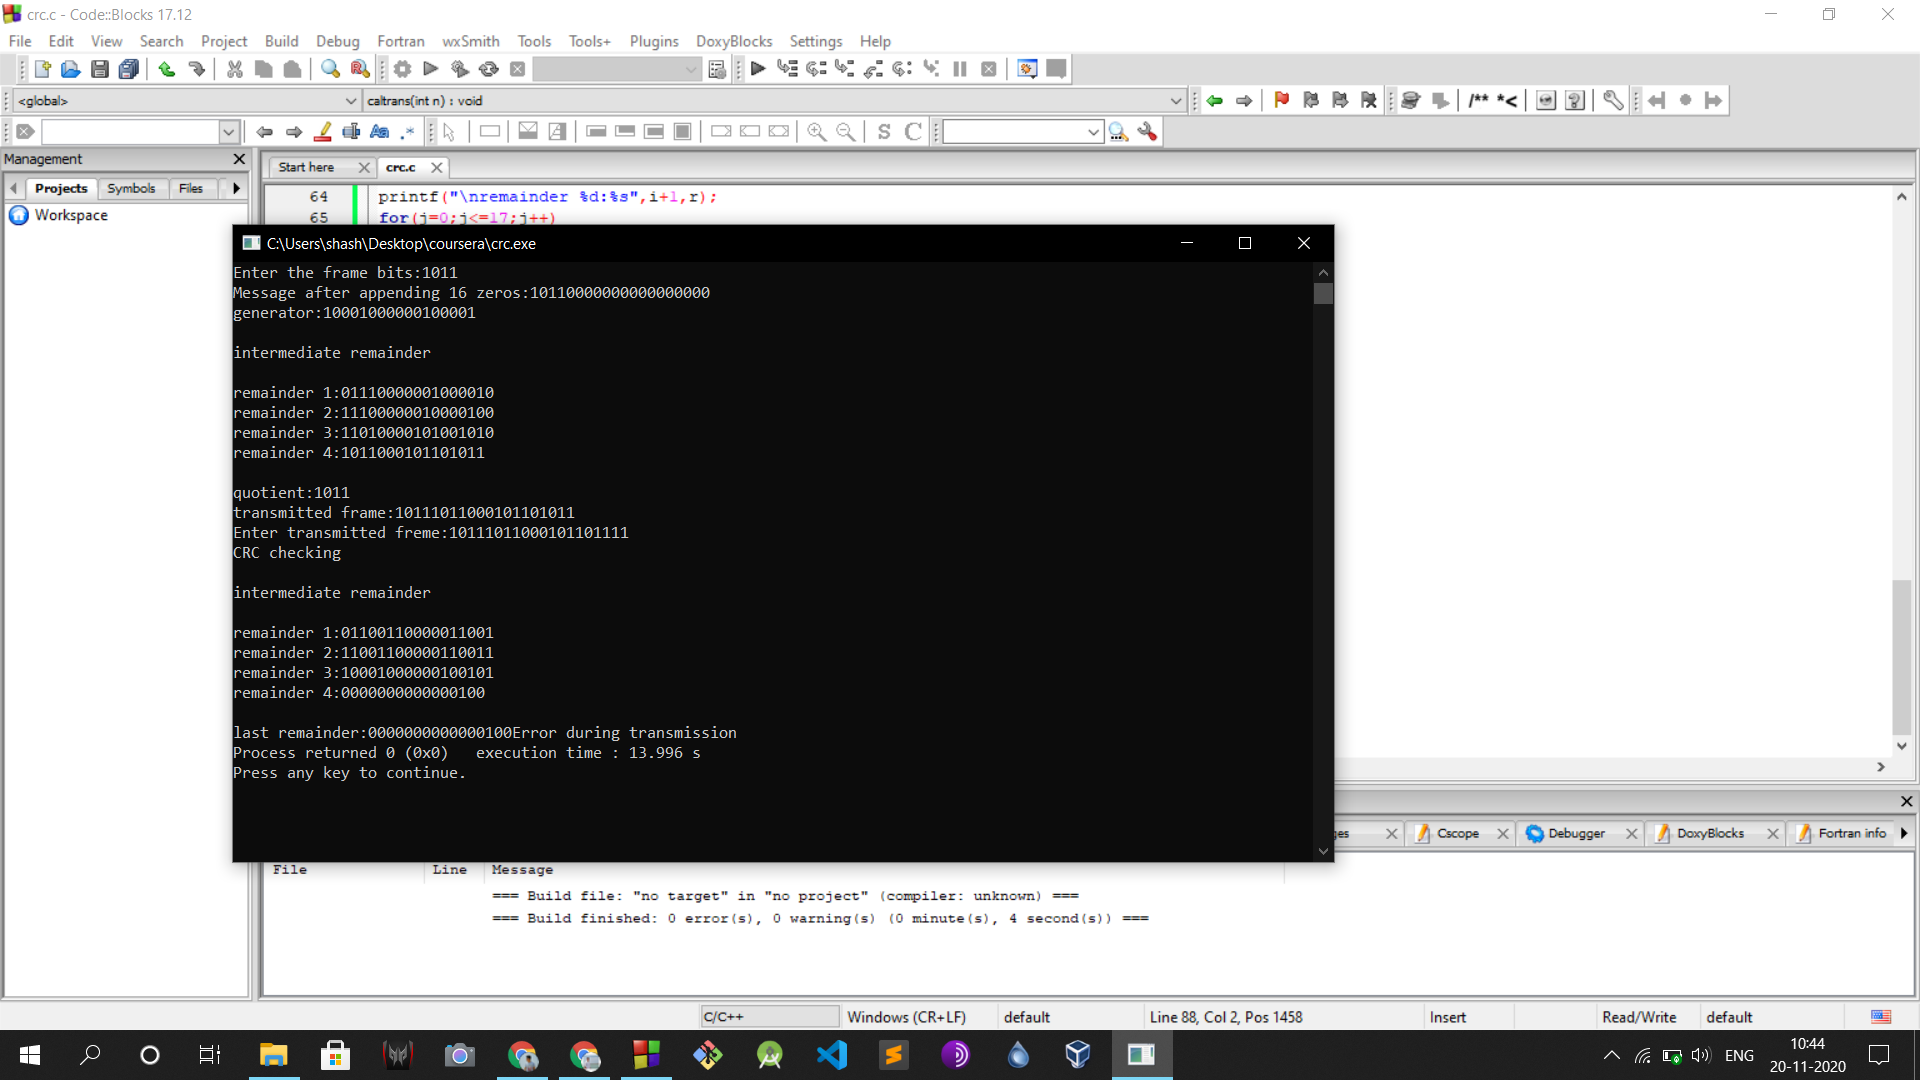 crc.c - Code::Blocks 17.12
File Edit View Search Project Build Debug Fortran wxSmith Tools Tools+ Plugins DoxyBlocks Settings Help
<global> caltrans(int n) : void
/** *<
Management
Start here crc.c
Projects Symbols Files
Workspace
64 printf("\nremainder %d:%s",i+1,r);
65 for(j=0;j<=17;j++)
C:\Users\shash\Desktop\coursera\crc.exe
Enter the frame bits:1011
Message after appending 16 zeros:10110000000000000000
generator:10001000000100001
intermediate remainder
remainder 1:01110000001000010
remainder 2:11100000010000100
remainder 3:11010000101001010
remainder 4:1011000101101011
quotient:1011
transmitted frame:10111011000101101011
Enter transmitted freme:10111011000101101111
CRC checking
intermediate remainder
remainder 1:01100110000011001
remainder 2:11001100000110011
remainder 3:10001000000100101
remainder 4:0000000000000100
last remainder:0000000000000100Error during transmission
Process returned 0 (0x0)   execution time : 13.996 s
Press any key to continue.
ges Cscope Debugger DoxyBlocks Fortran info
File Line Message
=== Build file: "no target" in "no project" (compiler: unknown) ===
=== Build finished: 0 error(s), 0 warning(s) (0 minute(s), 4 second(s)) ===
C/C++ Windows (CR+LF) default Line 88, Col 2, Pos 1458 Insert Read/Write default
ENG
10:44
20-11-2020